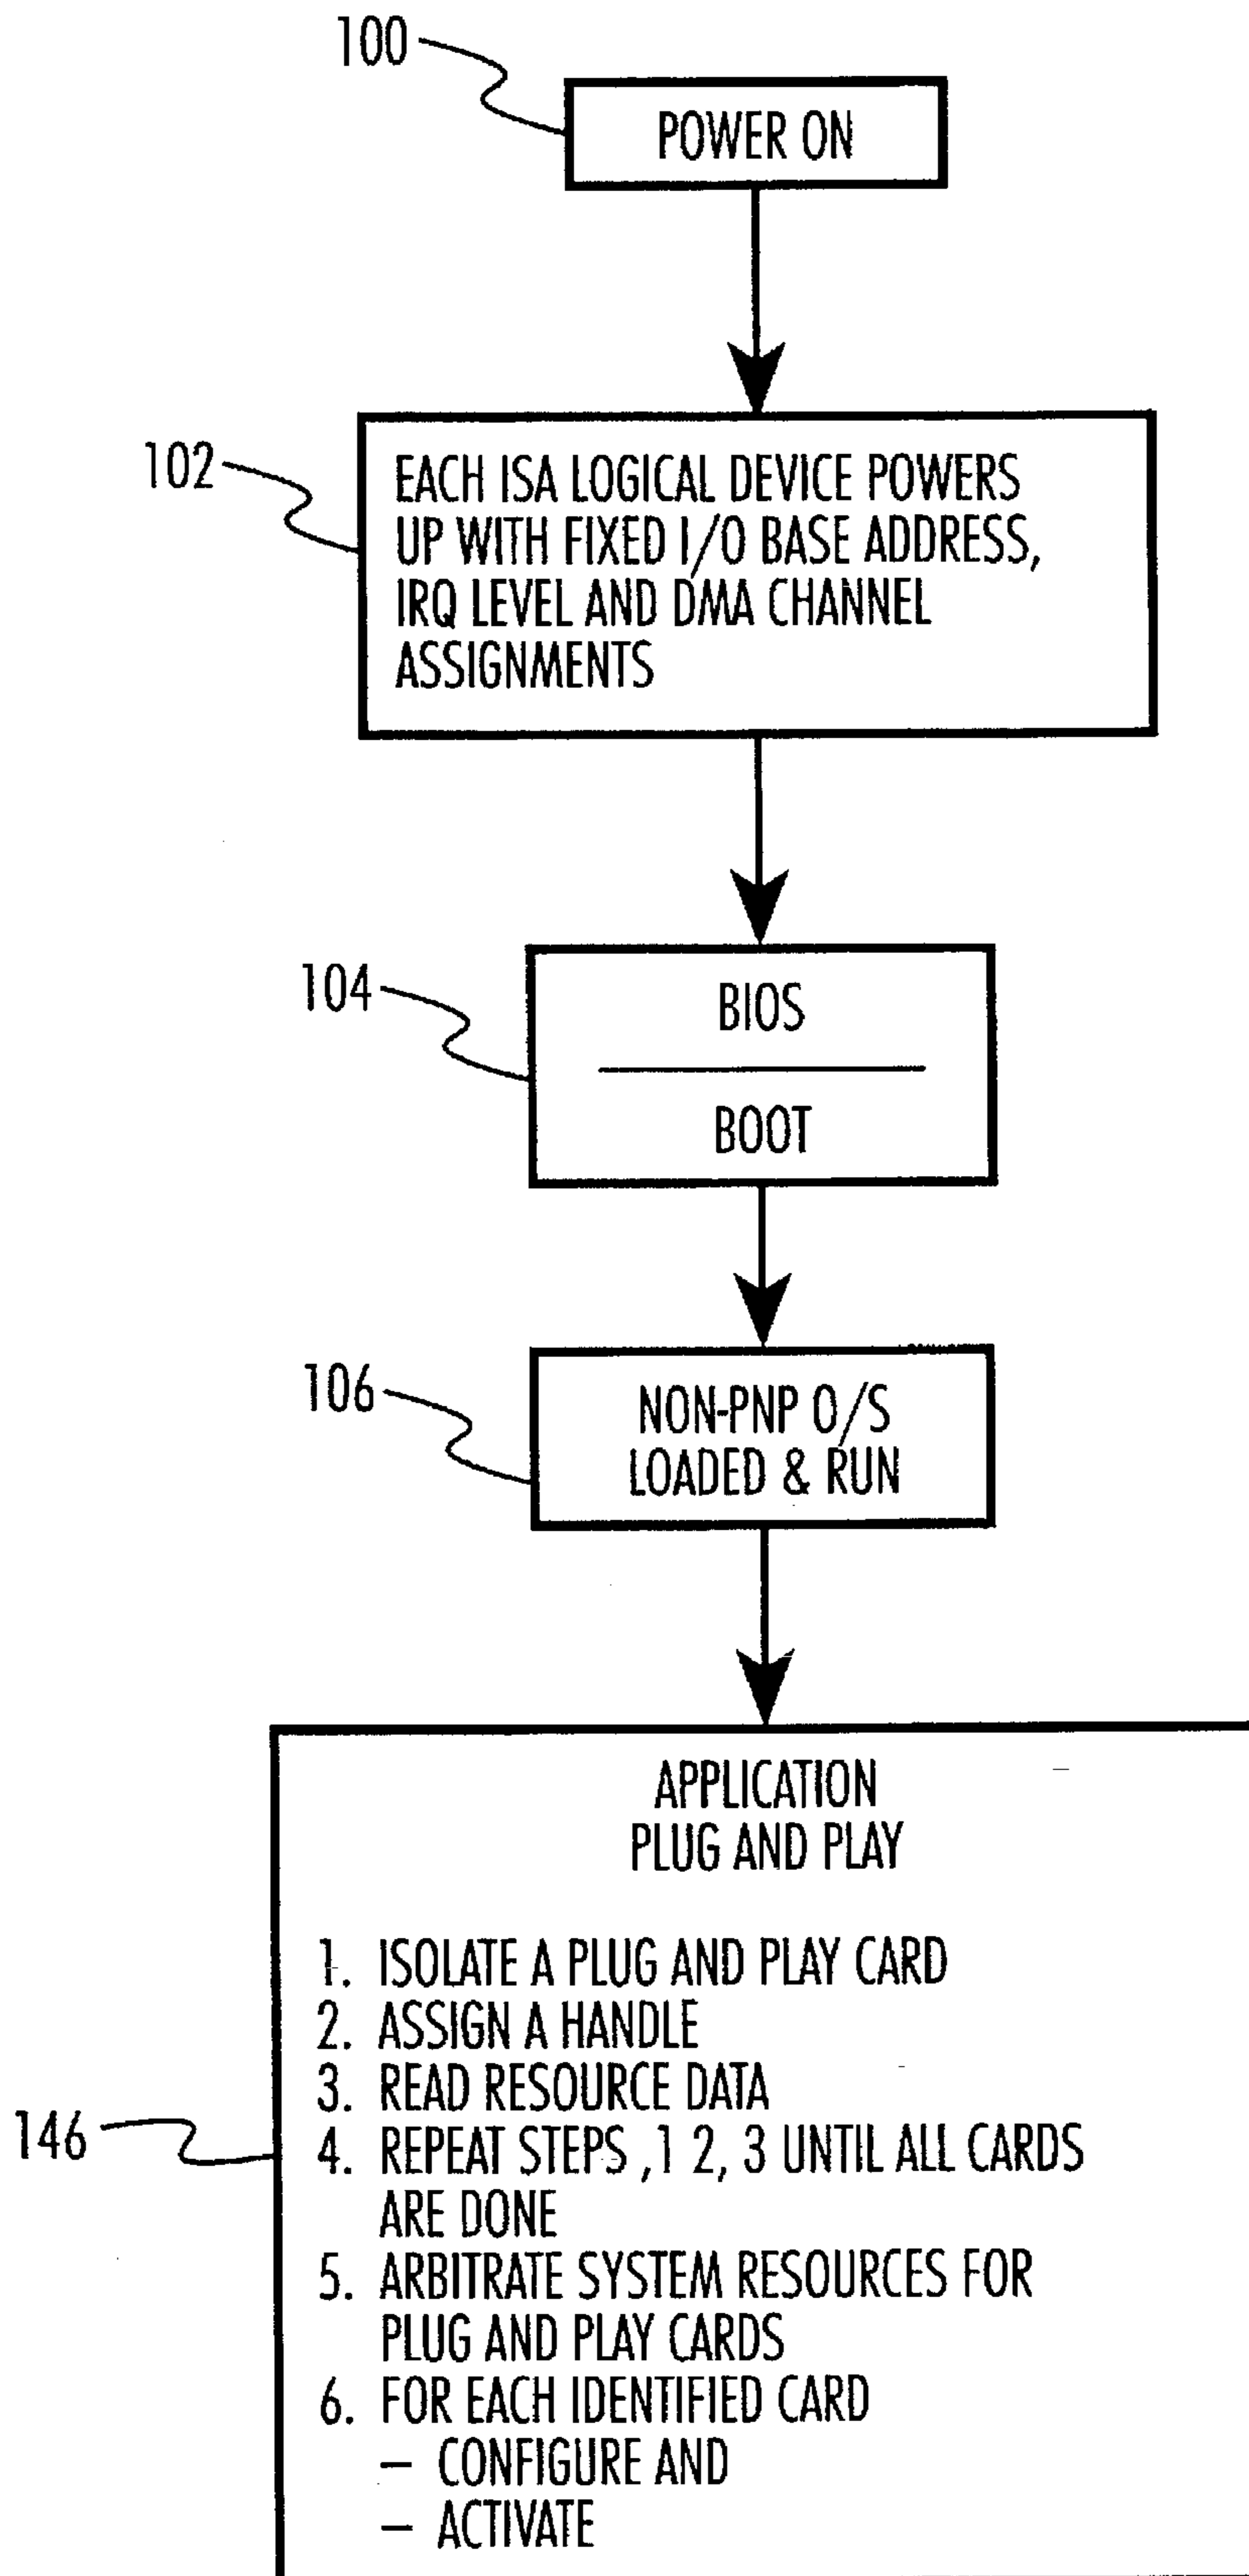 100
POWER ON
102
EACH ISA LOGICAL DEVICE POWERS
UP WITH FIXED I/O BASE ADDRESS,
IRQ LEVEL AND DMA CHANNEL
ASSIGNMENTS
104
BIOS
BOOT
106
NON-PNP O/S
LOADED & RUN
APPLICATION
PLUG AND PLAY
1. ISOLATE A PLUG AND PLAY CARD
2. ASSIGN A HANDLE
3. READ RESOURCE DATA
146
4. REPEAT STEPS ,1 2, 3 UNTIL ALL CARDS
ARE DONE
5. ARBITRATE SYSTEM RESOURCES FOR
PLUG AND PLAY CARDS
6. FOR EACH IDENTIFIED CARD
– CONFIGURE AND
– ACTIVATE